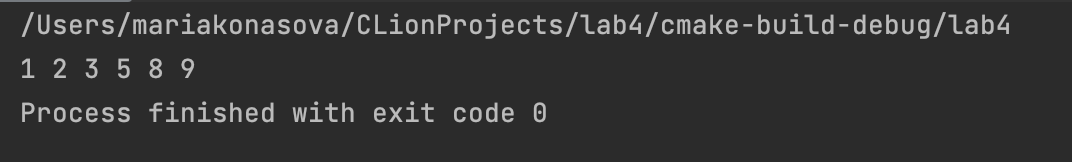 /Users/mariakonasova/CLionProjects/lab4/cmake-build-debug/lab4
1 2 3 5 8 9
Process finished with exit code 0